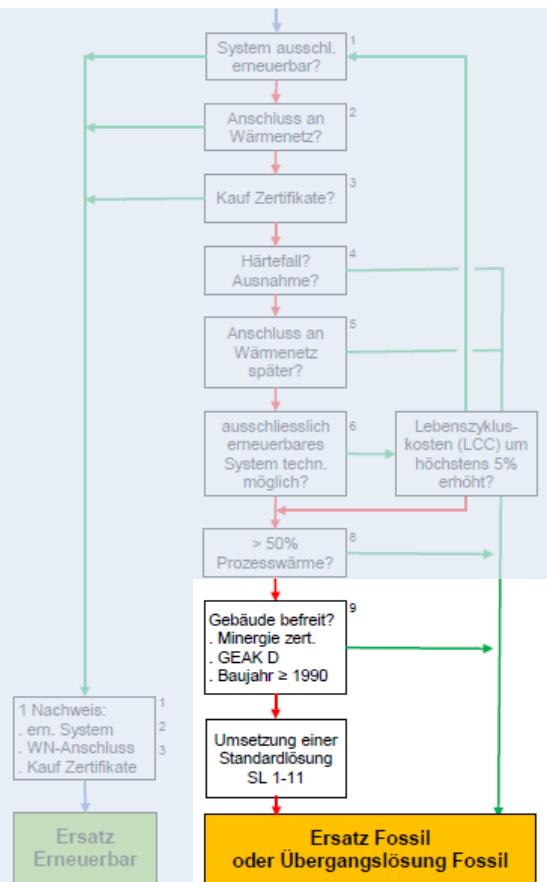 System ausschl.
erneuerbar?
1
Anschluss an
Wärmenetz?
2
Kauf Zertifikate?
3
Härtefall?
Ausnahme?
4
Anschluss an
Wärmenetz
später?
5
ausschliesslich
erneuerbares
System techn.
möglich?
6
Lebenszyklus-
kosten (LCC) um
höchstens 5%
erhöht?
> 50%
Prozesswärme?
8
Gebäude befreit?
. Minergie zert.
. GEAK D
. Baujahr ≥ 1990
9
1 Nachweis:
. ern. System
. WN-Anschluss
. Kauf Zertifikate
1
2
3
Umsetzung einer
Standardlösung
SL 1-11
Ersatz
Erneuerbar
Ersatz Fossil
oder Übergangslösung Fossil